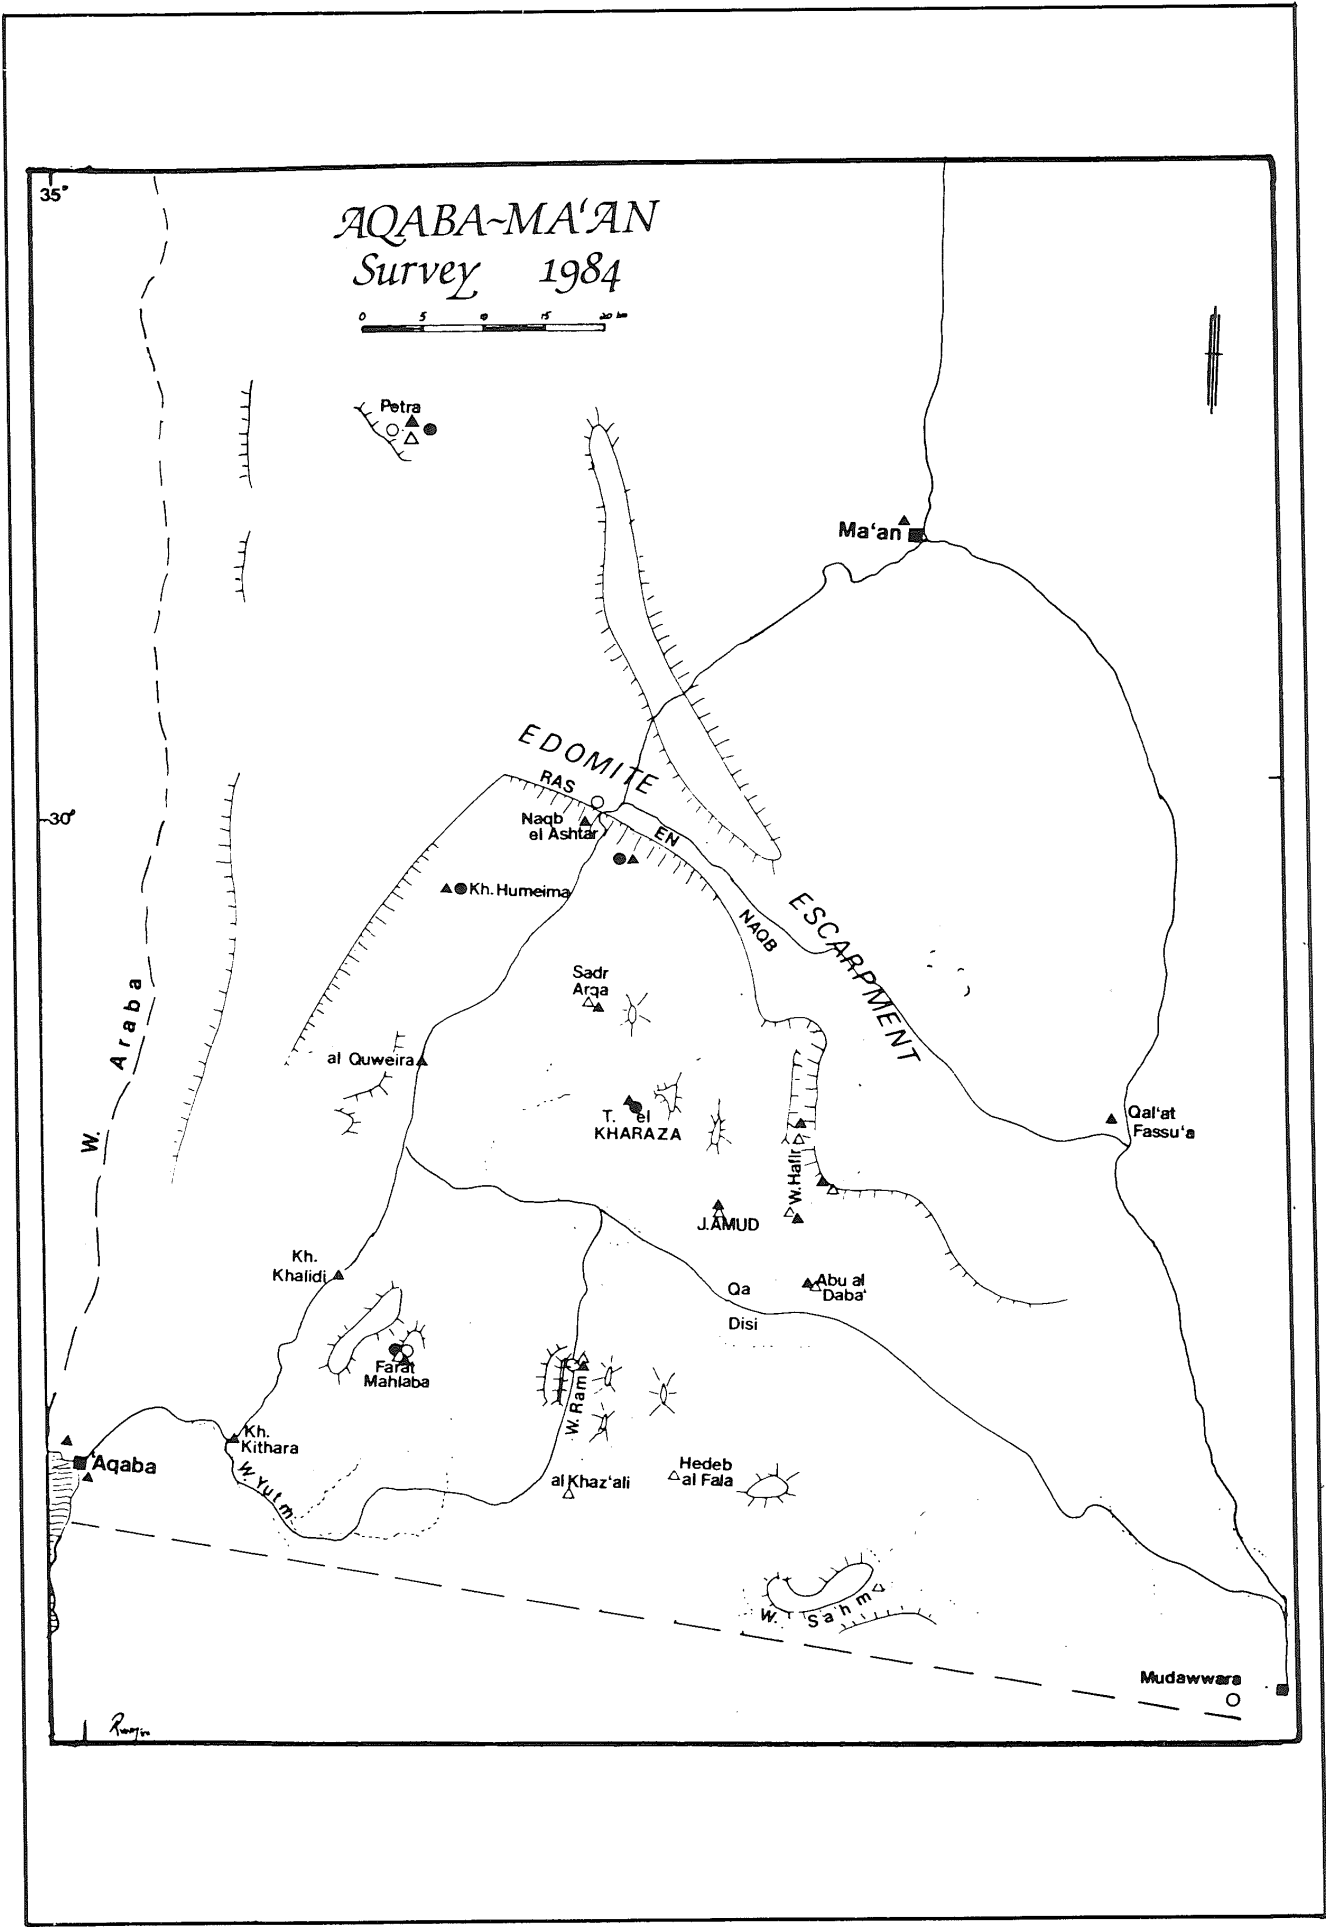 35°
AQABA~MA'AN
Survey 1984
0 5 10 15 20 km
Petra
Ma'an
EDOMITE
RAS
30°
Naqb
el Ashtar
EN
Kh. Humeima
ESCARPMENT
NAQB
Sadr
Arqa
W. Araba
al Quweira
T. el
KHARAZA
Qal'at
Fassu'a
W. Hafir
J. AMUD
Kh.
Khalidi
Abu al
Daba'
Qa
Disi
Farat
Mahlaba
W. Ram
Kh.
Kithara
'Aqaba
W. Yutm
al Khaz'ali
Hedeb
al Fala
W. Sahm
Mudawwara